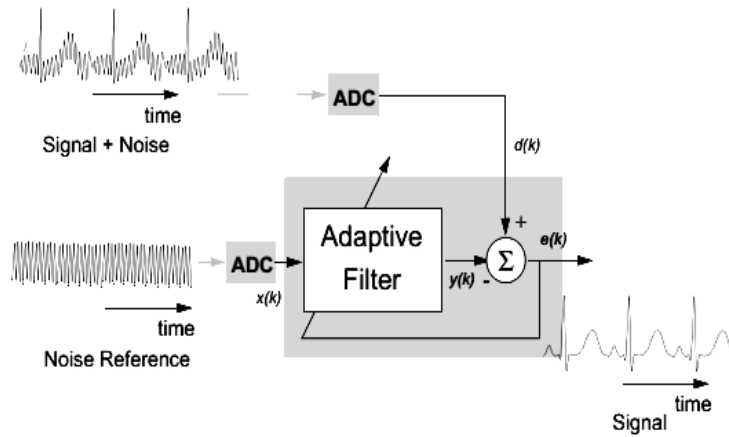 time
Signal + Noise
ADC
d(k)
Adaptive
Filter
+
Σ
-
e(k)
y(k)
ADC
x(k)
time
Noise Reference
time
Signal